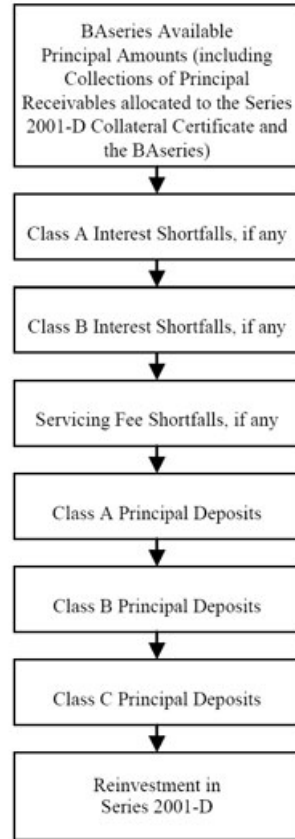 BAseries Available
Principal Amounts (including
Collections of Principal
Receivables allocated to the Series
2001-D Collateral Certificate and
the BAseries)
Class A Interest Shortfalls, if any
Class B Interest Shortfalls, if any
Servicing Fee Shortfalls, if any
Class A Principal Deposits
Class B Principal Deposits
Class C Principal Deposits
Reinvestment in
Series 2001-D